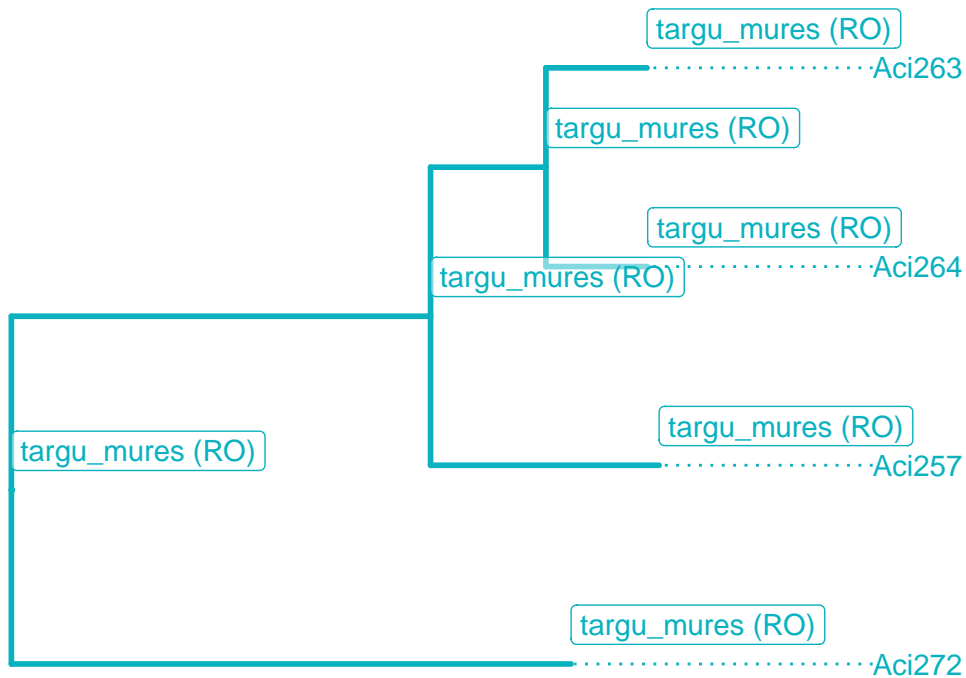 targu_mures (RO)
Aci263
targu_mures (RO)
targu_mures (RO)
Aci264
targu_mures (RO)
targu_mures (RO)
Aci257
targu_mures (RO)
targu_mures (RO)
Aci272